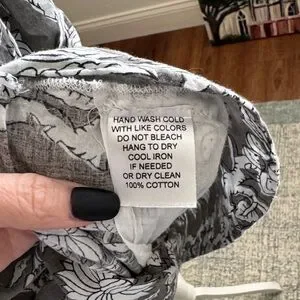 HAND WASH COLD
WITH LIKE COLORS
DO NOT BLEACH
HANG TO DRY
COOL IRON
IF NEEDED
OR DRY CLEAN
100% COTTON